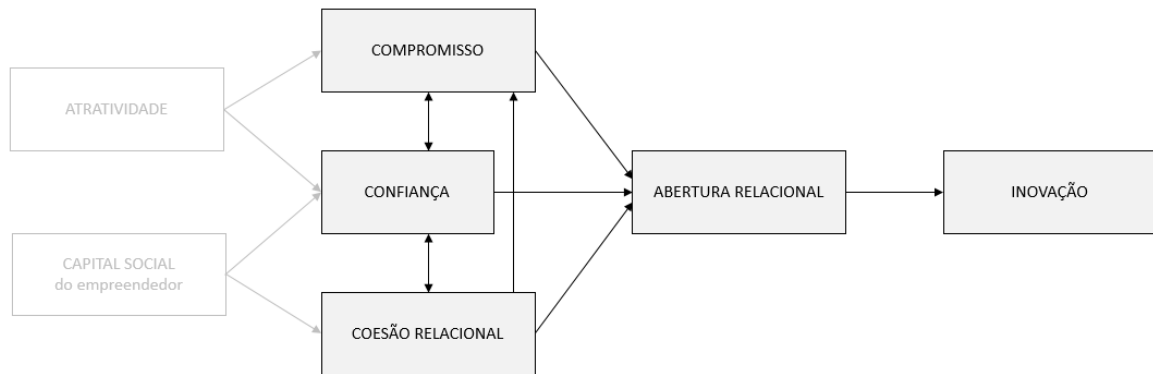 COMPROMISSO
ATRATIVIDADE
CONFIANÇA
ABERTURA RELACIONAL
INOVAÇÃO
CAPITAL SOCIAL
do empreendedor
COESÃO RELACIONAL